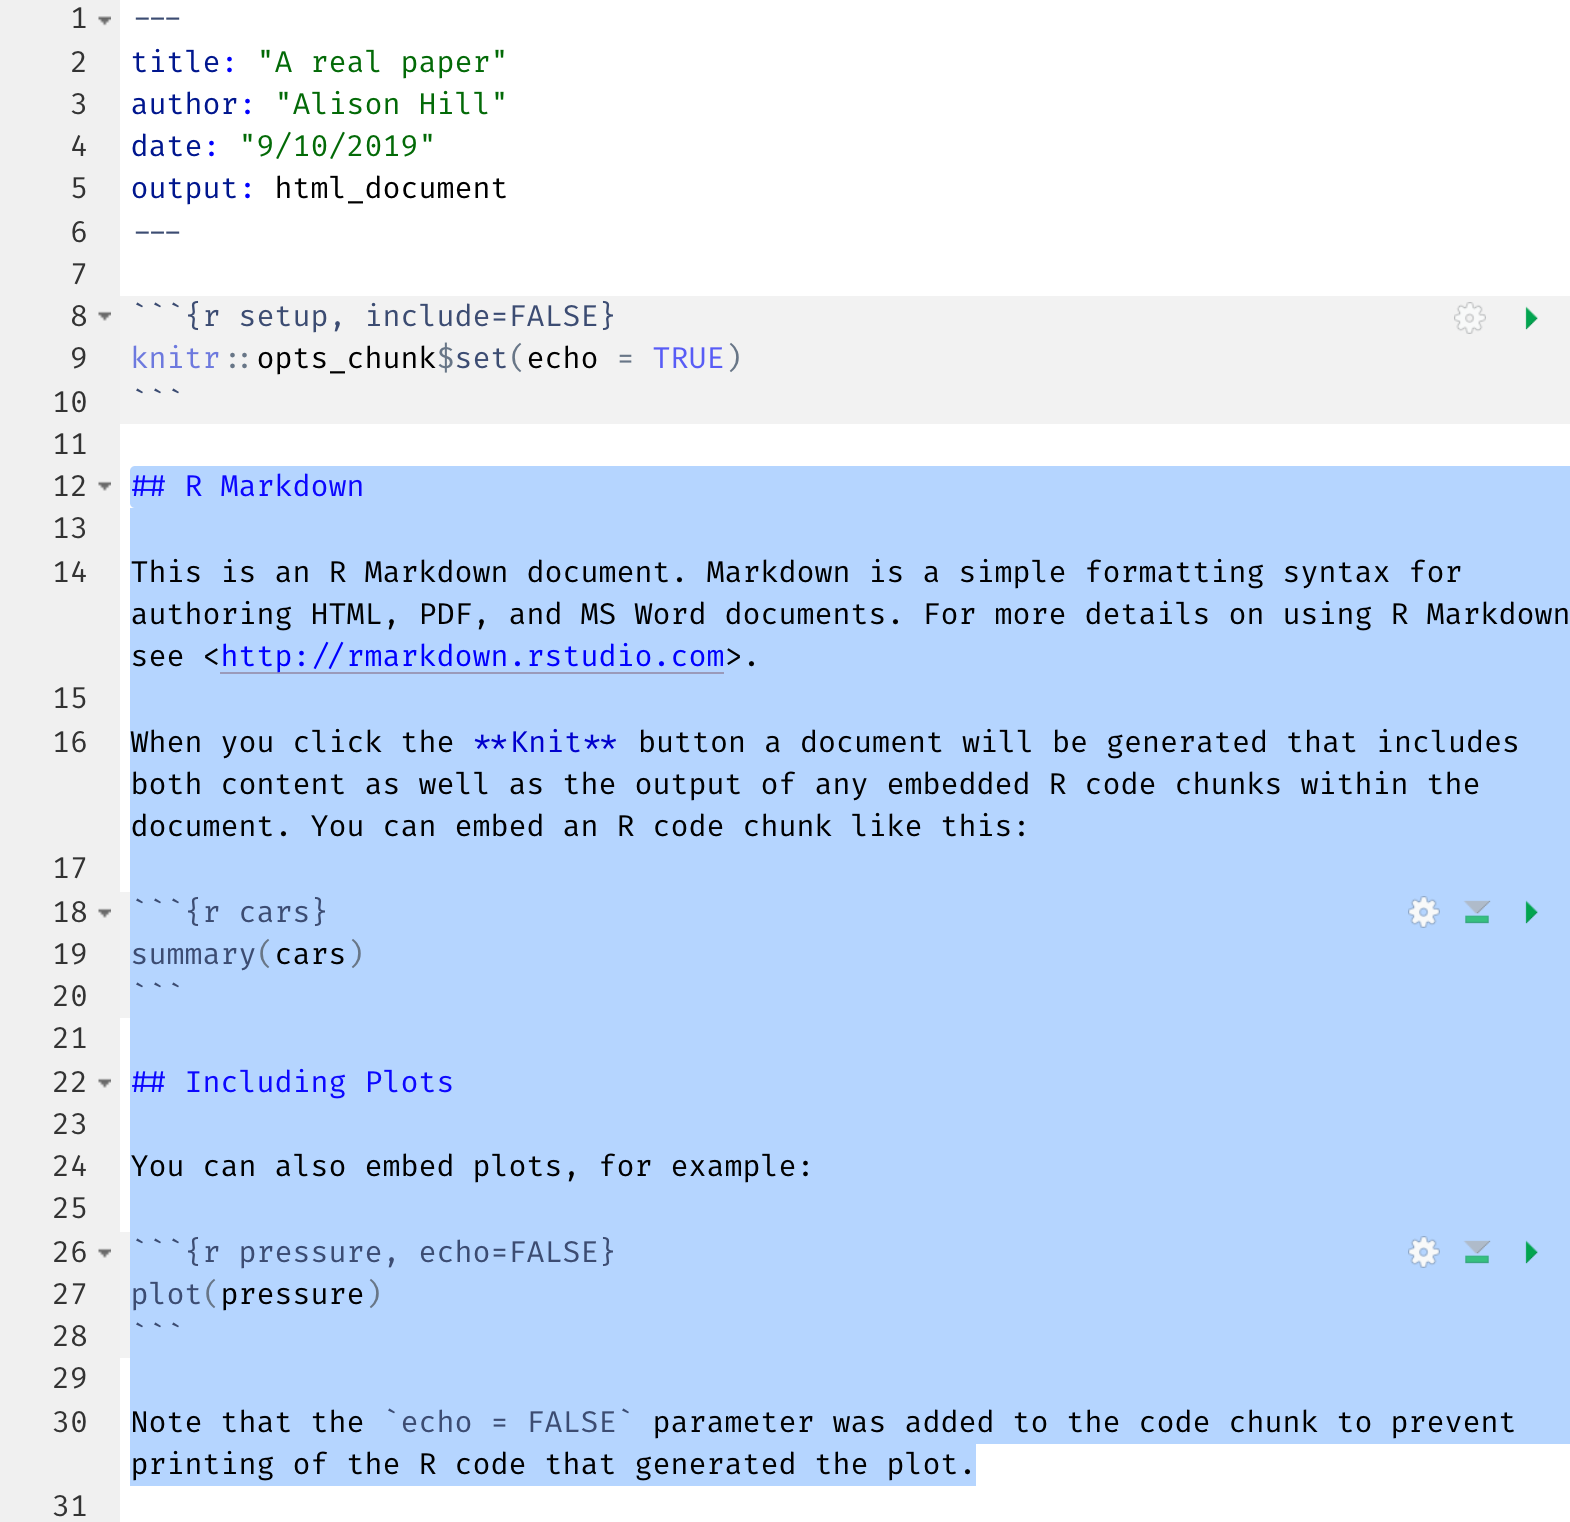 1 ---
2 title: "A real paper"
3 author: "Alison Hill"
4 date: "9/10/2019"
5 output: html_document
6 ---
7
8 ```{r setup, include=FALSE}
9 knitr::opts_chunk$set(echo = TRUE)
10 ```
11
12 ## R Markdown
13
14 This is an R Markdown document. Markdown is a simple formatting syntax for
authoring HTML, PDF, and MS Word documents. For more details on using R Markdown
see <http://rmarkdown.rstudio.com>.
15
16 When you click the **Knit** button a document will be generated that includes
both content as well as the output of any embedded R code chunks within the
document. You can embed an R code chunk like this:
17
18 ```{r cars}
19 summary(cars)
20 ```
21
22 ## Including Plots
23
24 You can also embed plots, for example:
25
26 ```{r pressure, echo=FALSE}
27 plot(pressure)
28 ```
29
30 Note that the `echo = FALSE` parameter was added to the code chunk to prevent
printing of the R code that generated the plot.
31